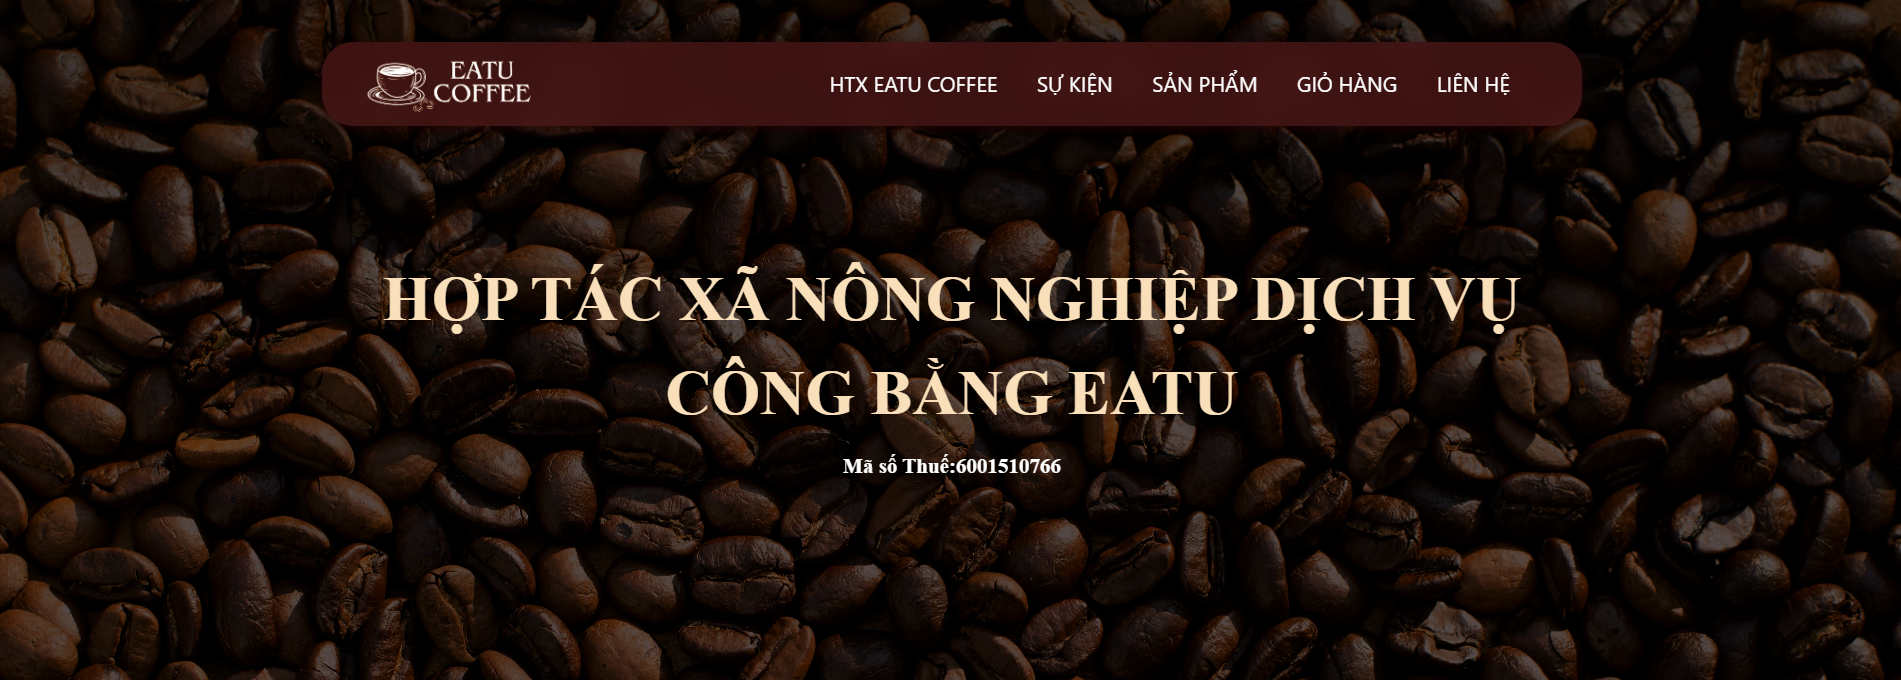 EATU
COFFEE
HTX EATU COFFEE SỰ KIỆN SẢN PHẨM GIỎ HÀNG LIÊN HỆ
HỢP TÁC XÃ NÔNG NGHIỆP DỊCH VỤ
CÔNG BẰNG EATU
Mã số Thuế:6001510766